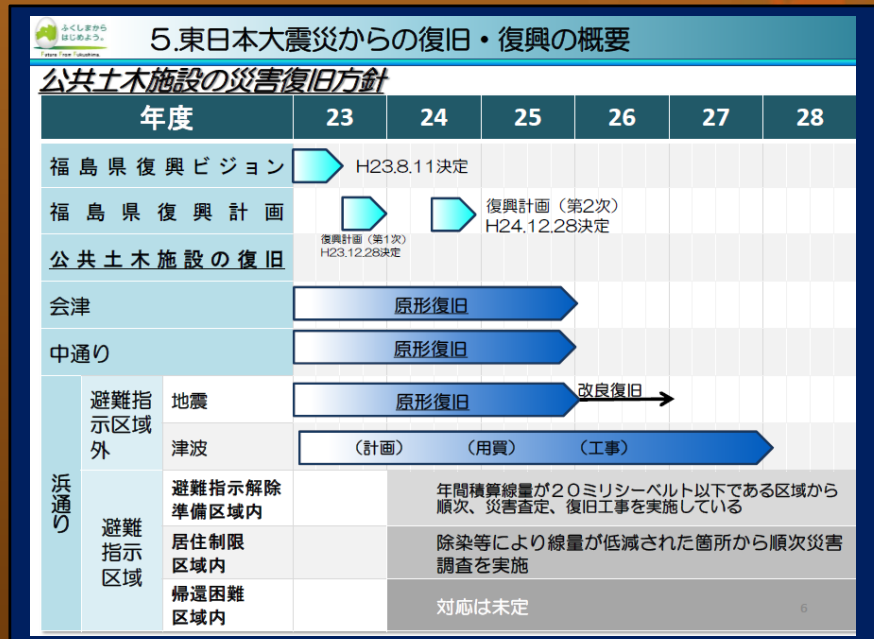 ふくしまから
はじめよう。
Future From Fukushima.
5.東日本大震災からの復旧・復興の概要
公共土木施設の災害復旧方針
年度 23 24 25 26 27 28
福島県復興ビジョン H23.8.11決定
福島県復興計画
復興計画（第1次）
H23.12.28決定
復興計画（第2次）
H24.12.28決定
公共土木施設の復旧
会津 原形復旧
中通り 原形復旧
浜通り
避難指
示区域
外
地震 原形復旧 改良復旧
津波 （計画） （用買） （工事）
避難
指示
区域
避難指示解除
準備区域内
年間積算線量が20ミリシーベルト以下である区域から
順次、災害査定、復旧工事を実施している
居住制限
区域内
除染等により線量が低減された箇所から順次災害
調査を実施
帰還困難
区域内
対応は未定
6